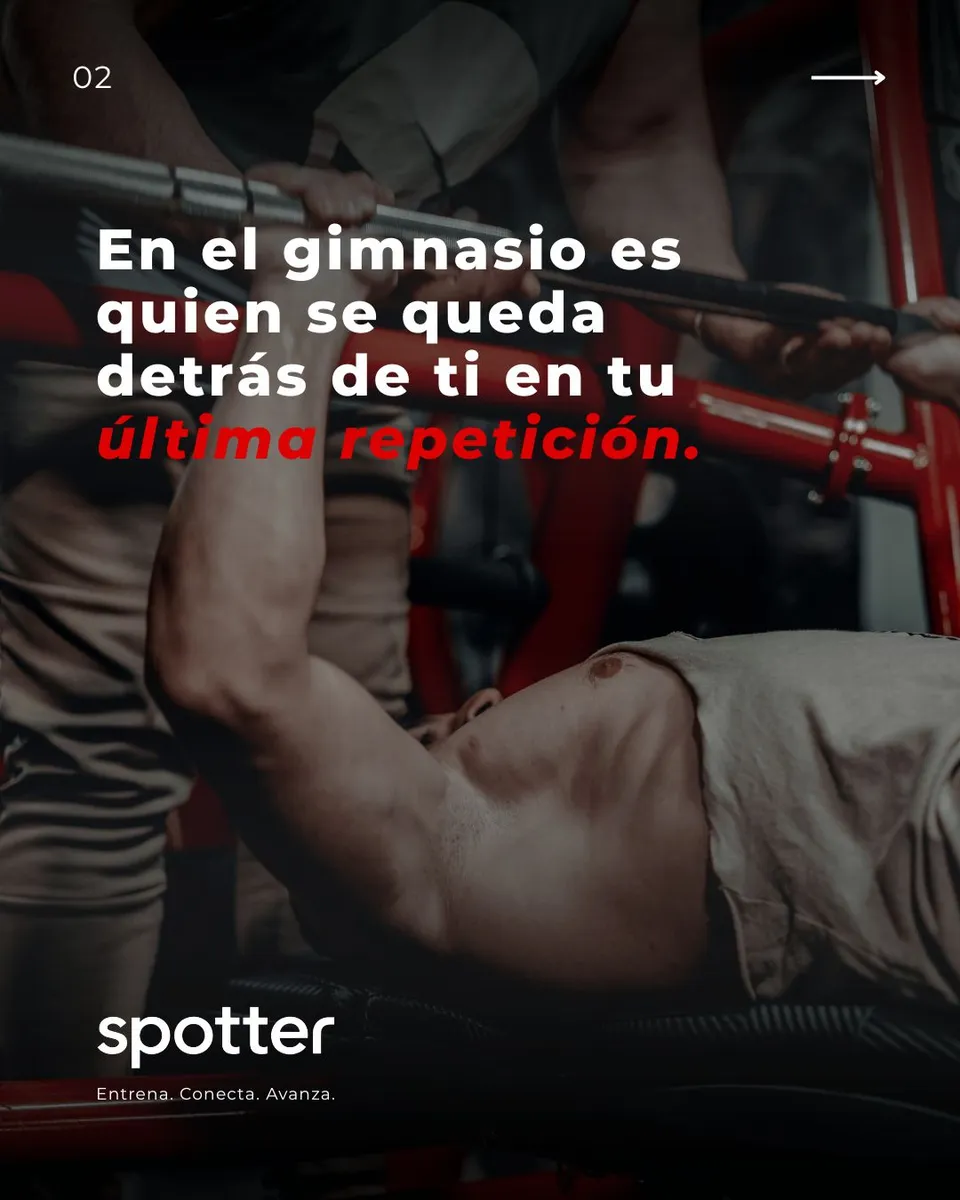 02
En el gimnasio es
quien se queda
detrás de ti en tu
última repetición.
spotter
Entrena. Conecta. Avanza.